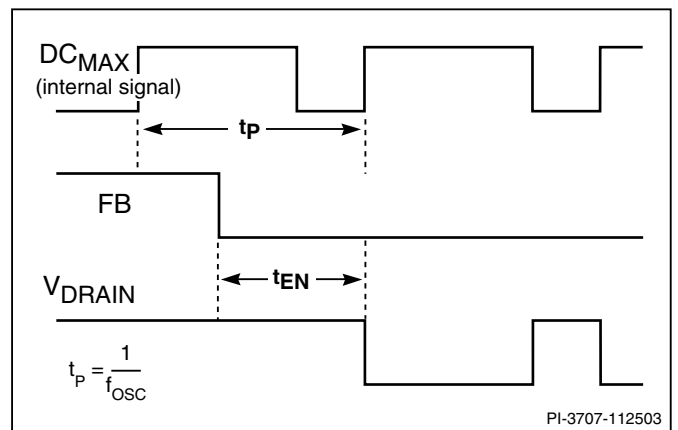 DCMAX
(internal signal)
tP
FB
tEN
VDRAIN
tP = 1/fOSC
PI-3707-112503